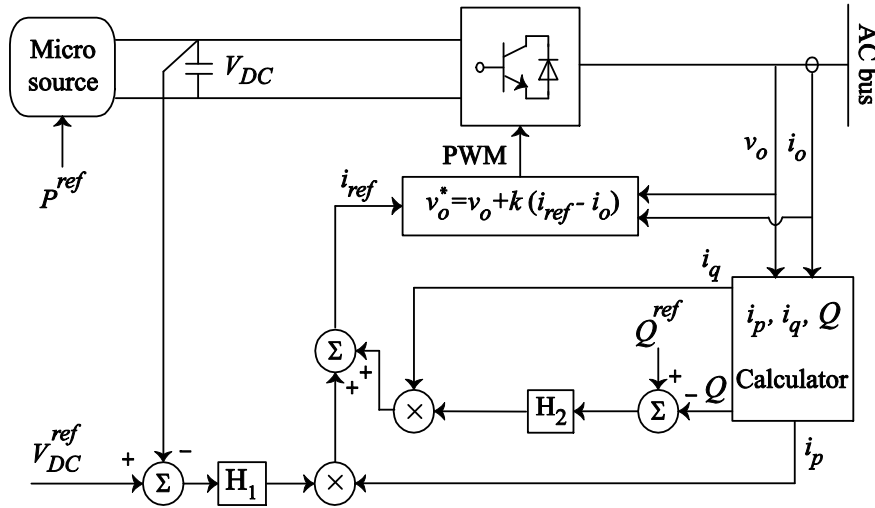 Micro
source
V_DC
AC bus
P^ref
PWM
v_o
i_o
i_ref
v_o^*=v_o+k(i_ref - i_o)
i_q
Q^ref
i_p, i_q, Q
Calculator
Σ
+
+
+
×
H_2
Σ
+
-
Q
V_DC^ref
+
Σ
-
H_1
×
i_p